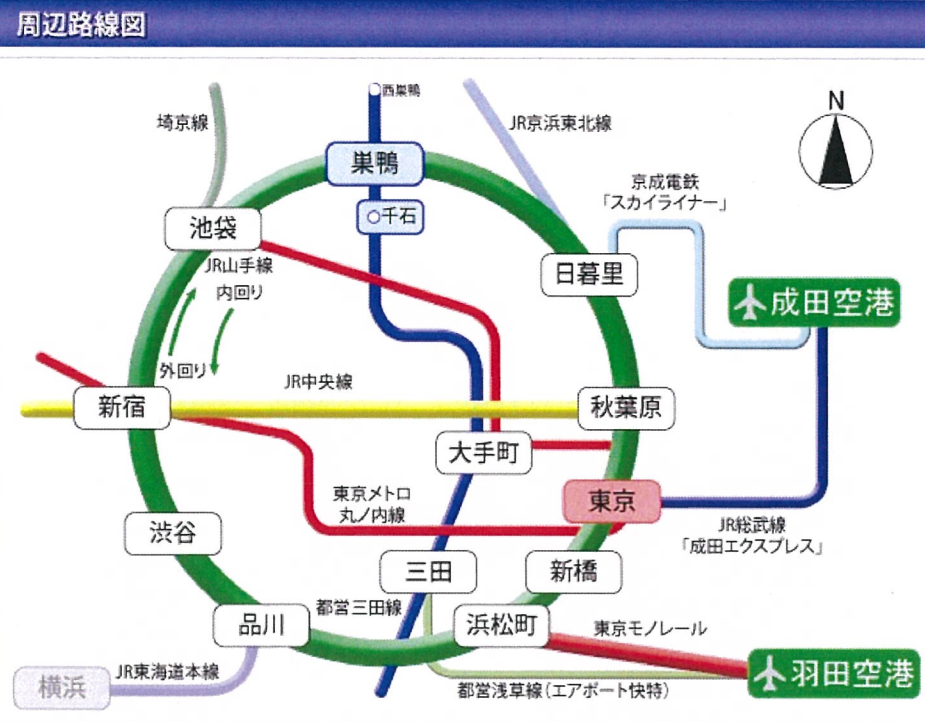 周辺路線図
西巣鴨
埼京線
JR京浜東北線
N
巣鴨
京成電鉄
「スカイライナー」
千石
池袋
JR山手線
内回り
日暮里
成田空港
外回り
JR中央線
新宿
秋葉原
大手町
東京メトロ
丸ノ内線
東京
JR総武線
「成田エクスプレス」
渋谷
三田
新橋
都営三田線
品川
浜松町
東京モノレール
JR東海道本線
横浜
都営浅草線(エアポート快特)
羽田空港